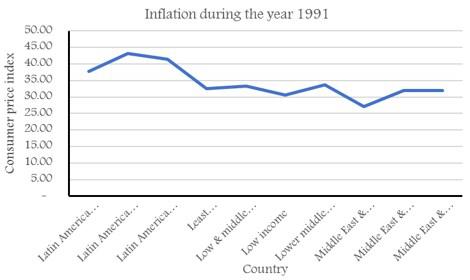 Inflation during the year 1991
Consumer price index
50.00
45.00
40.00
35.00
30.00
25.00
20.00
15.00
10.00
5.00
-
Latin America...
Latin America...
Latin America...
Least...
Low & middle...
Low income
Lower middle...
Middle East &...
Middle East &...
Middle East &...
Country